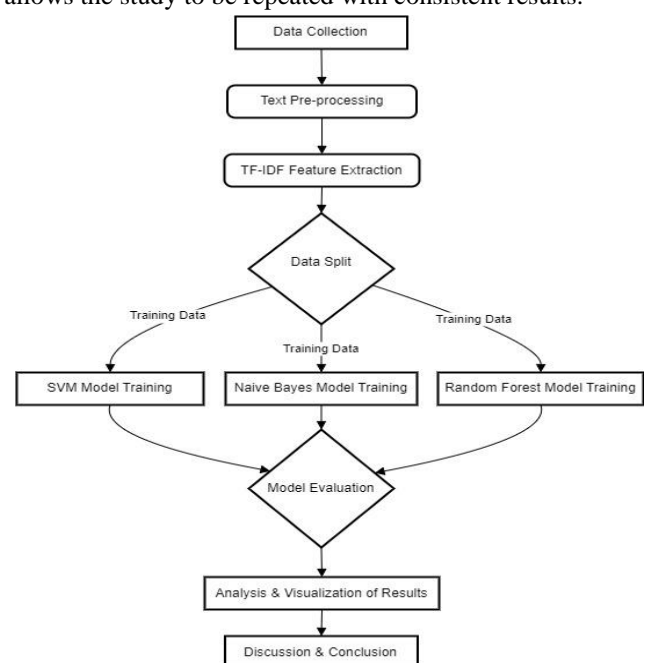 allows the study to be repeated with consistent results.
Data Collection
Text Pre-processing
TF-IDF Feature Extraction
Data Split
Training Data
Training Data
Training Data
SVM Model Training
Naive Bayes Model Training
Random Forest Model Training
Model Evaluation
Analysis & Visualization of Results
Discussion & Conclusion